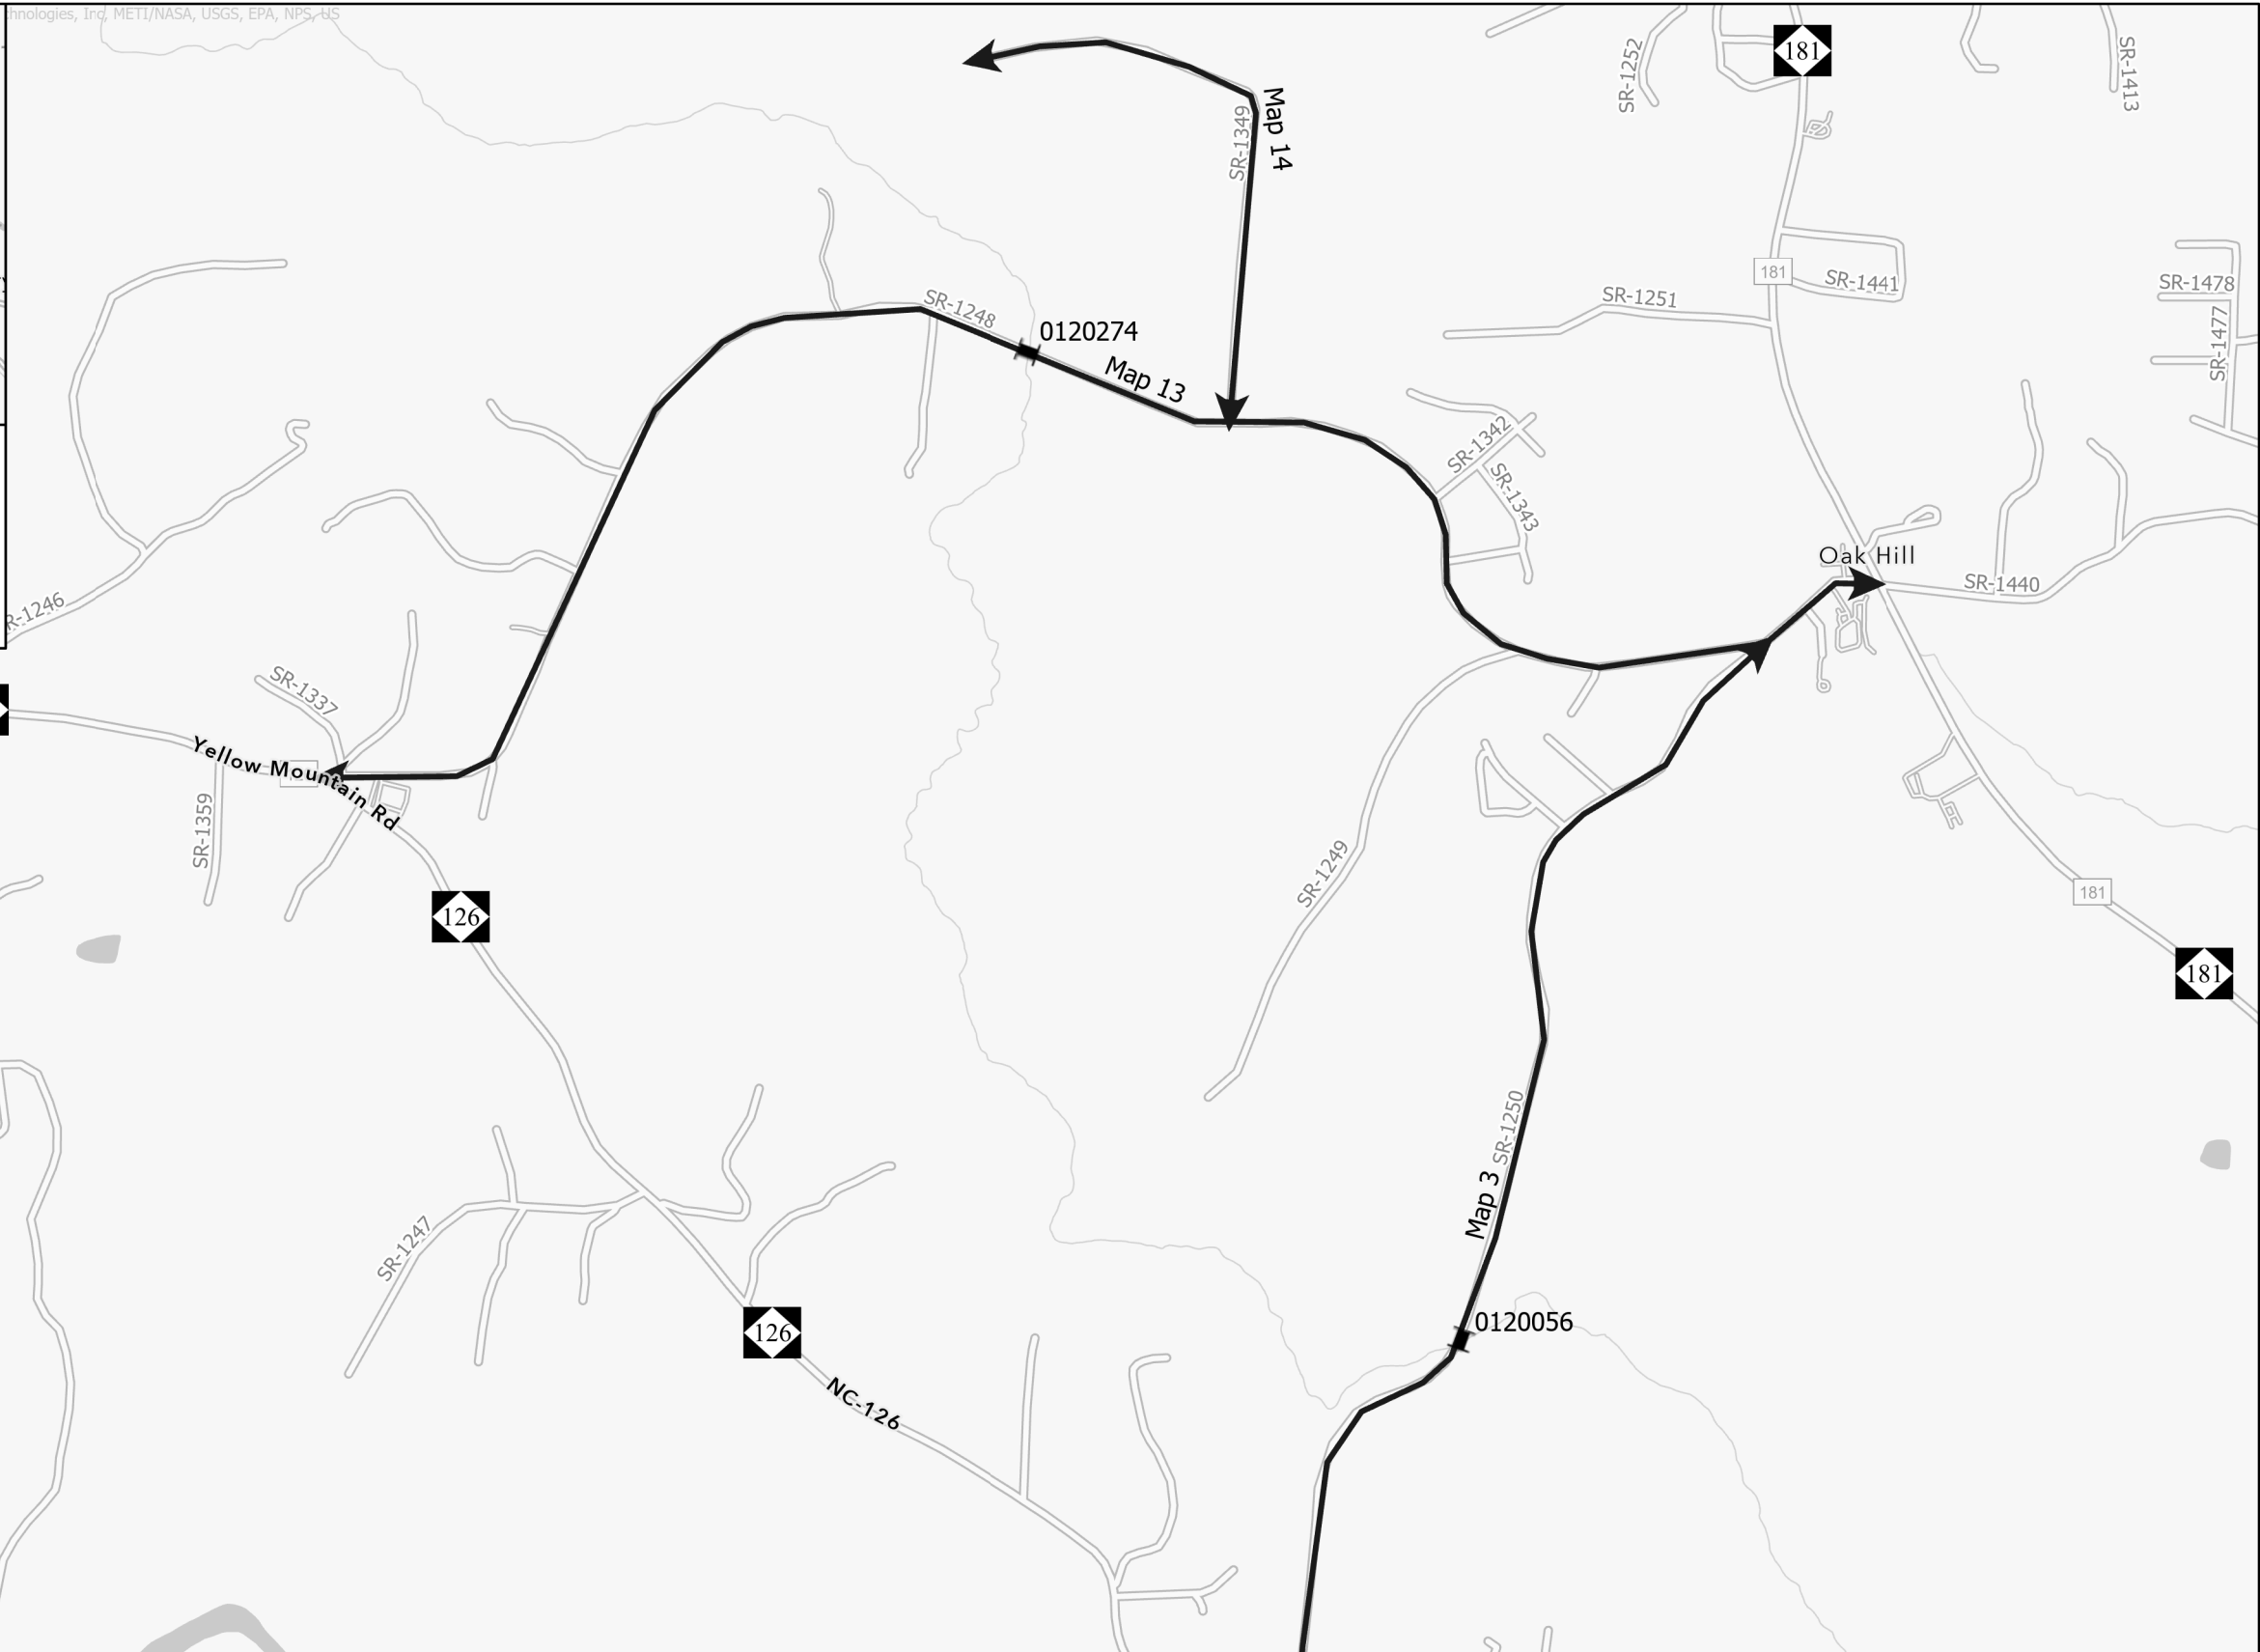 chnologies, Inc, METI/NASA, USGS, EPA, NPS, US
SR-1252
181
SR-1413
Map 14
SR-1349
181
SR-1441
SR-1478
SR-1251
SR-1477
SR-1248
0120274
Map 13
SR-1342
SR-1343
Oak Hill
SR-1440
R-1246
SR-1337
Yellow Mountain Rd
SR-1359
SR-1249
126
181
181
SR-1250
Map 3
SR-1247
0120056
126
NC-126